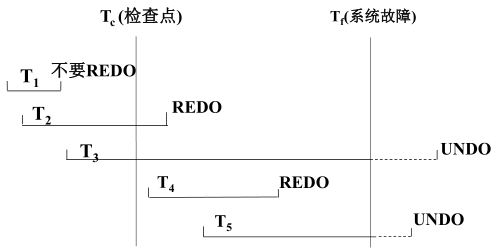 Tc (检查点) Tf(系统故障)
T1 不要REDO
T2 REDO
T3 UNDO
T4 REDO
T5 UNDO